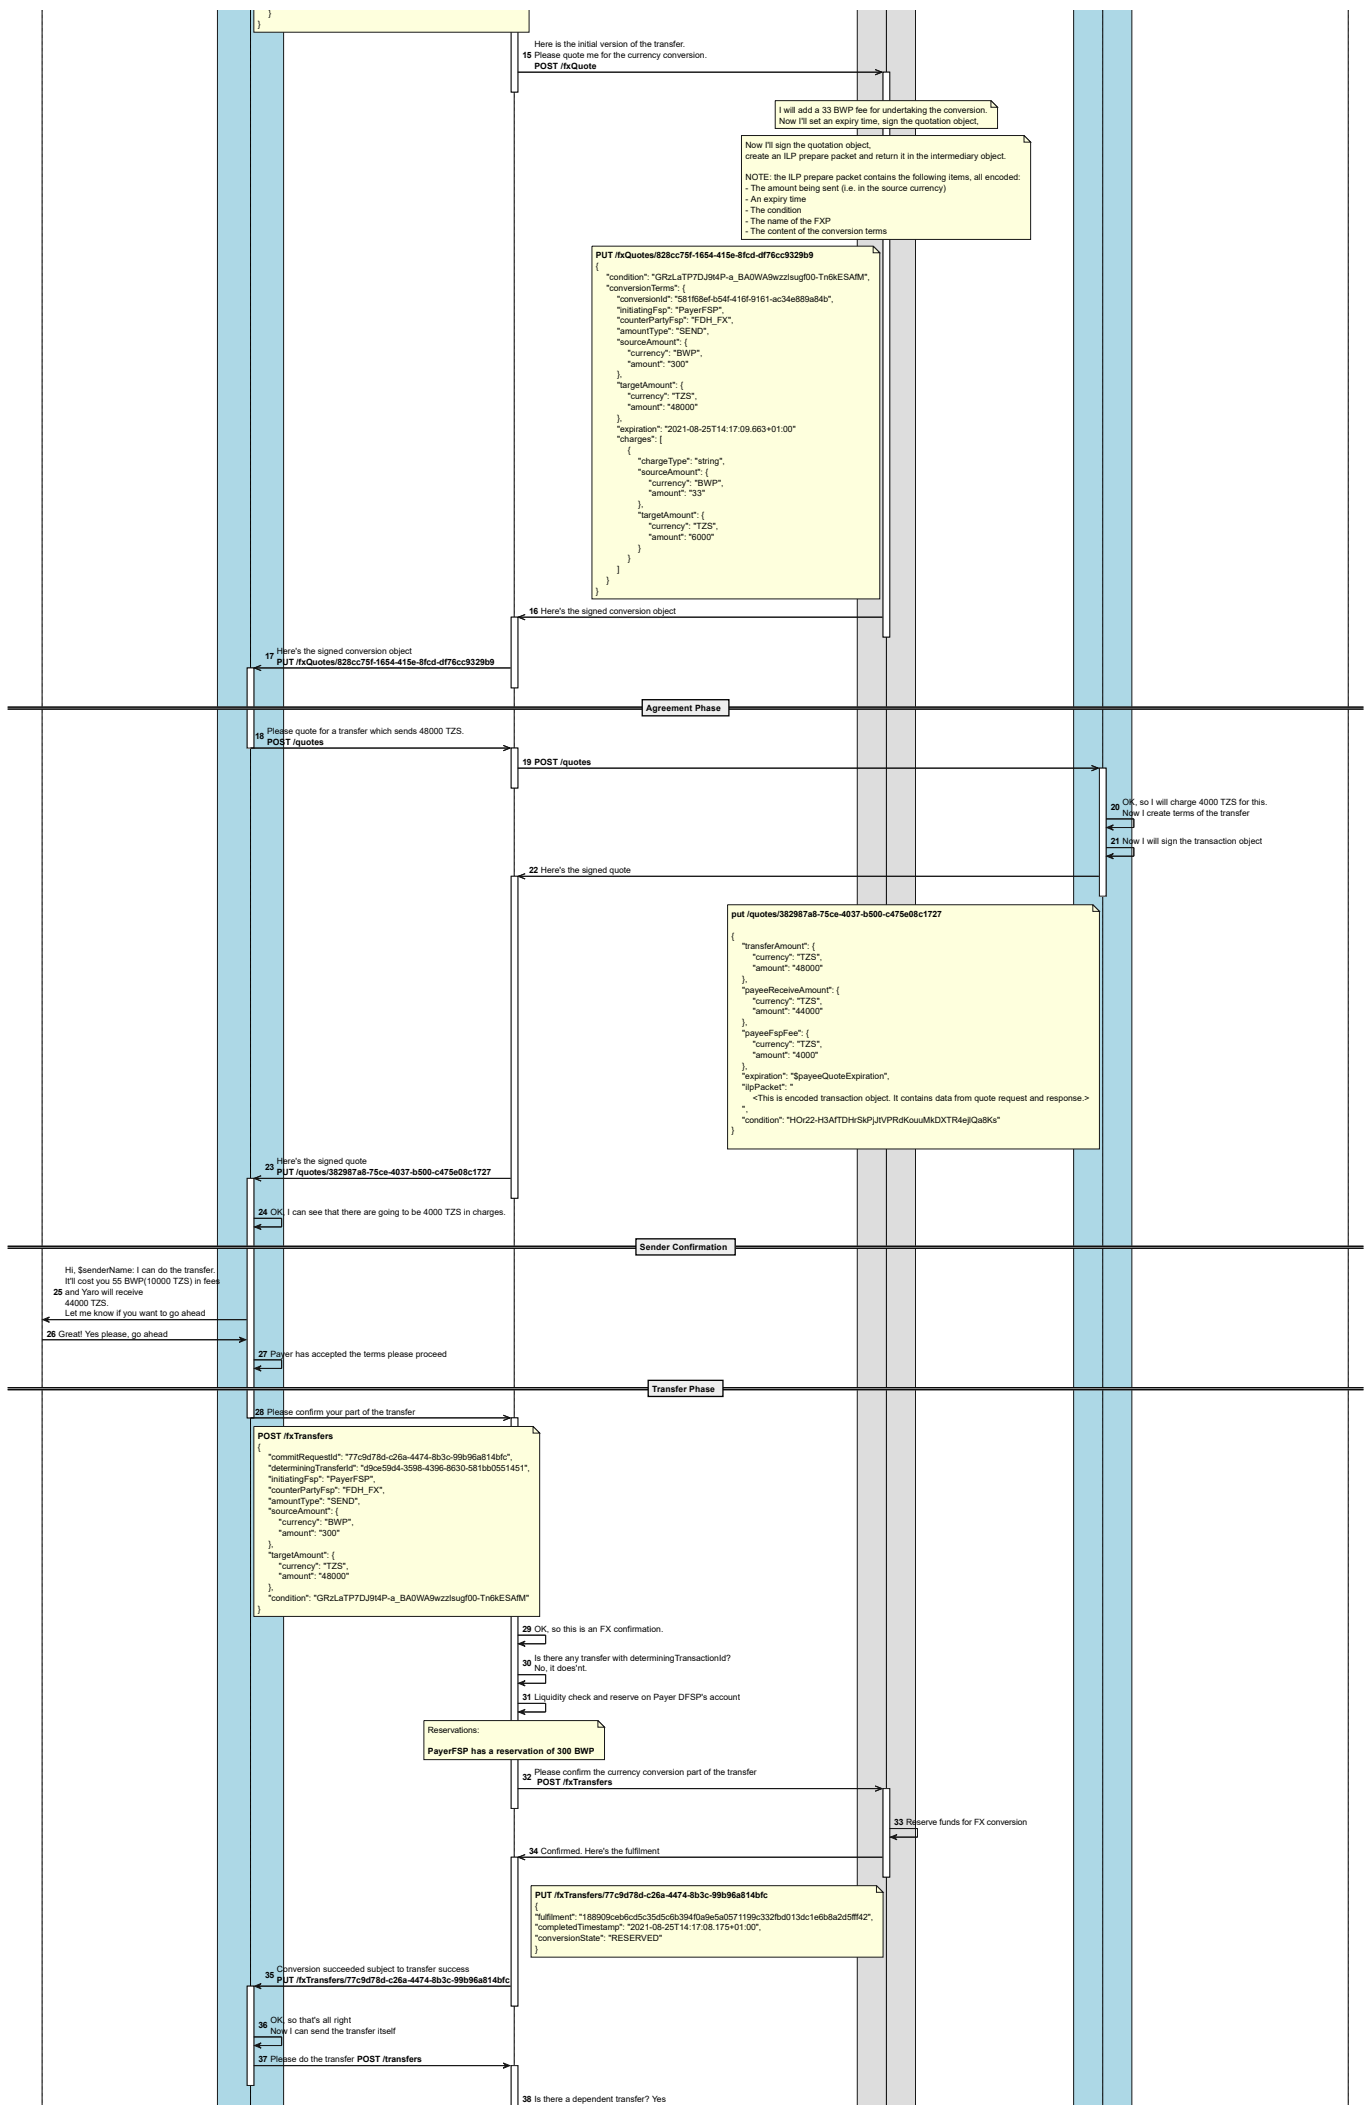 }
}
Here is the initial version of the transfer.
15 Please quote me for the currency conversion.
POST /fxQuote
I will add a 33 BWP fee for undertaking the conversion.
Now I'll set an expiry time, sign the quotation object,
Now I'll sign the quotation object,
create an ILP prepare packet and return it in the intermediary object.
NOTE: the ILP prepare packet contains the following items, all encoded:
- The amount being sent (i.e. in the source currency)
- An expiry time
- The condition
- The name of the FXP
- The content of the conversion terms
PUT /fxQuotes/828cc75f-1654-415e-8fcd-df76cc9329b9
{
"condition": "GRzLaTP7DJ9t4P-a_BA0WA9wzzIsugf00-Tn6kESAfM",
"conversionTerms": {
"conversionId": "581f68ef-b54f-416f-9161-ac34e889a84b",
"initiatingFsp": "PayerFSP",
"counterPartyFsp": "FDH_FX",
"amountType": "SEND",
"sourceAmount": {
"currency": "BWP",
"amount": "300"
},
"targetAmount": {
"currency": "TZS",
"amount": "48000"
},
"expiration": "2021-08-25T14:17:09.663+01:00"
"charges": [
{
"chargeType": "string",
"sourceAmount": {
"currency": "BWP",
"amount": "33"
},
"targetAmount": {
"currency": "TZS",
"amount": "6000"
}
}
]
}
}
16 Here's the signed conversion object
Here's the signed conversion object
17 PUT /fxQuotes/828cc75f-1654-415e-8fcd-df76cc9329b9
Agreement Phase
Please quote for a transfer which sends 48000 TZS.
18 POST /quotes
19 POST /quotes
OK, so I will charge 4000 TZS for this.
20 Now I create terms of the transfer
21 Now I will sign the transaction object
22 Here's the signed quote
put /quotes/382987a8-75ce-4037-b500-c475e08c1727
{
"transferAmount": {
"currency": "TZS",
"amount": "48000"
},
"payeeReceiveAmount": {
"currency": "TZS",
"amount": "44000"
},
"payeeFspFee": {
"currency": "TZS",
"amount": "4000"
},
"expiration": "$payeeQuoteExpiration",
"ilpPacket": "
<This is encoded transaction object. It contains data from quote request and response.>
",
"condition": "HOr22-H3AfTDHrSkPjJtVPRdKouuMkDXTR4ejlQa8Ks"
}
Here's the signed quote
23 PUT /quotes/382987a8-75ce-4037-b500-c475e08c1727
24 OK, I can see that there are going to be 4000 TZS in charges.
Sender Confirmation
Hi, $senderName: I can do the transfer.
It'll cost you 55 BWP(10000 TZS) in fees
25 and Yaro will receive
44000 TZS.
Let me know if you want to go ahead
26 Great! Yes please, go ahead
27 Payer has accepted the terms please proceed
Transfer Phase
28 Please confirm your part of the transfer
POST /fxTransfers
{
"commitRequestId": "77c9d78d-c26a-4474-8b3c-99b96a814bfc",
"determiningTransferId": "d9ce59d4-3598-4396-8630-581bb0551451",
"initiatingFsp": "PayerFSP",
"counterPartyFsp": "FDH_FX",
"amountType": "SEND",
"sourceAmount": {
"currency": "BWP",
"amount": "300"
},
"targetAmount": {
"currency": "TZS",
"amount": "48000"
},
"condition": "GRzLaTP7DJ9t4P-a_BA0WA9wzzIsugf00-Tn6kESAfM"
}
29 OK, so this is an FX confirmation.
Is there any transfer with determiningTransactionId?
30 No, it does'nt.
31 Liquidity check and reserve on Payer DFSP's account
Reservations:
PayerFSP has a reservation of 300 BWP
Please confirm the currency conversion part of the transfer
32 POST /fxTransfers
33 Reserve funds for FX conversion
34 Confirmed. Here's the fulfilment
PUT /fxTransfers/77c9d78d-c26a-4474-8b3c-99b96a814bfc
{
"fulfilment": "188909ceb6cd5c35d5c6b394f0a9e5a0571199c332fbd013dc1e6b8a2d5fff42",
"completedTimestamp": "2021-08-25T14:17:08.175+01:00",
"conversionState": "RESERVED"
}
Conversion succeeded subject to transfer success
35 PUT /fxTransfers/77c9d78d-c26a-4474-8b3c-99b96a814bfc
OK, so that's all right
36 Now I can send the transfer itself
37 Please do the transfer POST /transfers
38 Is there a dependent transfer? Yes